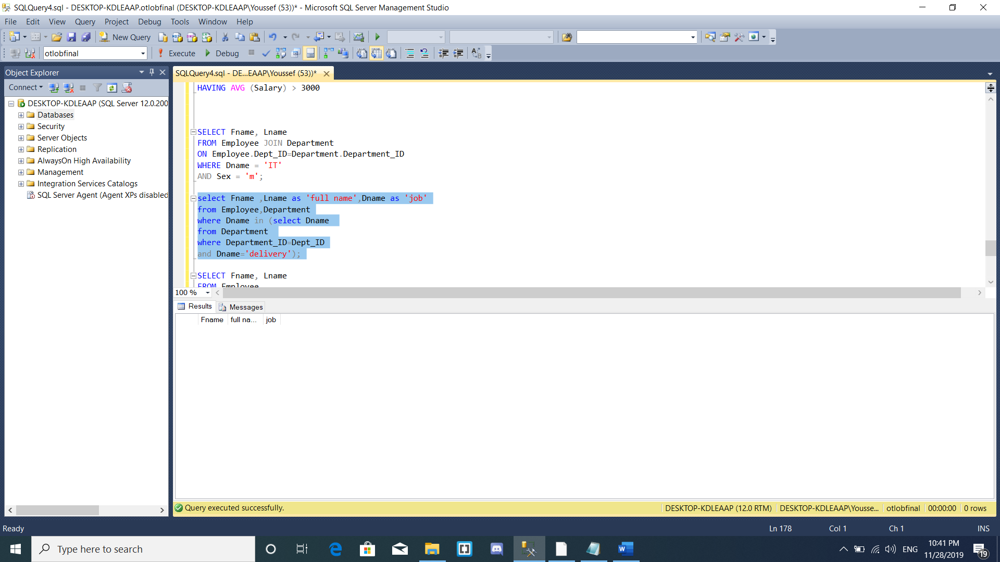 SQLQuery4.sql - DESKTOP-KDLEAAP.otlobfinal (DESKTOP-KDLEAAP\Youssef (53))* - Microsoft SQL Server Management Studio
File Edit View Query Project Debug Tools Window Help
New Query
otlobfinal Execute Debug
Object Explorer
Connect
DESKTOP-KDLEAAP (SQL Server 12.0.200
Databases
Security
Server Objects
Replication
AlwaysOn High Availability
Management
Integration Services Catalogs
SQL Server Agent (Agent XPs disabled
SQLQuery4.sql - DE...EAAP\Youssef (53))*
HAVING AVG (Salary) > 3000
SELECT Fname, Lname
FROM Employee JOIN Department
ON Employee.Dept_ID=Department.Department_ID
WHERE Dname = 'IT'
AND Sex = 'm';
select Fname ,Lname as 'full name',Dname as 'job'
from Employee,Department
where Dname in (select Dname
from Department
where Department_ID=Dept_ID
and Dname='delivery');
SELECT Fname, Lname
FROM Employee
100 %
Results Messages
Fname full na... job
Query executed successfully. DESKTOP-KDLEAAP (12.0 RTM) DESKTOP-KDLEAAP\Yousse... otlobfinal 00:00:00 0 rows
Ready Ln 178 Col 1 Ch 1 INS
Type here to search
ENG 10:41 PM
11/28/2019
19